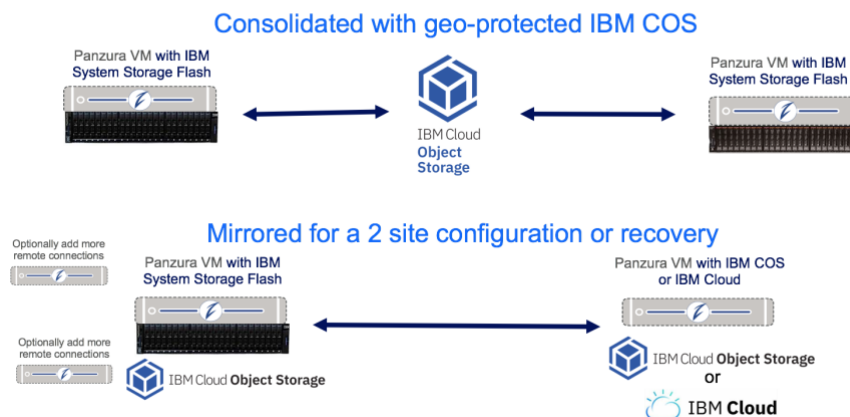 Consolidated with geo-protected IBM COS
Panzura VM with IBM
System Storage Flash
IBM Cloud
Object
Storage
Panzura VM with IBM
System Storage Flash
Mirrored for a 2 site configuration or recovery
Optionally add more
remote connections
Panzura VM with IBM
System Storage Flash
Panzura VM with IBM COS
or IBM Cloud
Optionally add more
remote connections
IBM Cloud Object Storage
IBM Cloud Object Storage
or
IBM Cloud